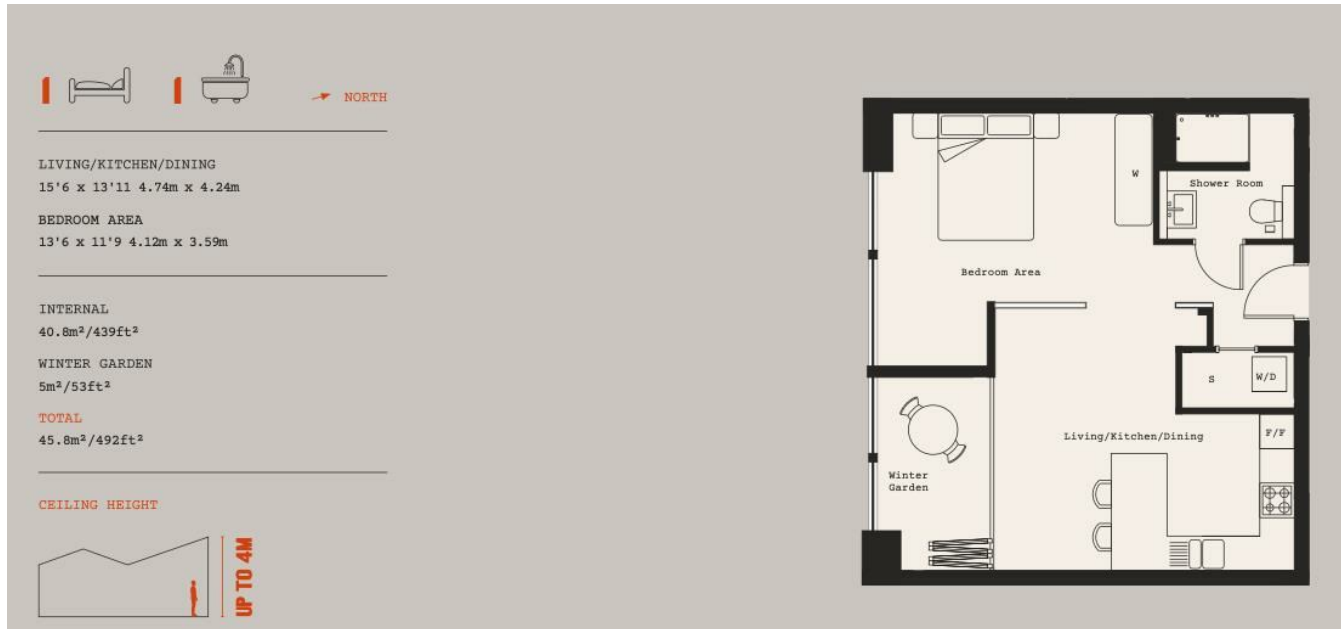 1
1
NORTH
LIVING/KITCHEN/DINING
15'6 x 13'11 4.74m x 4.24m
BEDROOM AREA
13'6 x 11'9 4.12m x 3.59m
INTERNAL
40.8m²/439ft²
WINTER GARDEN
5m²/53ft²
TOTAL
45.8m²/492ft²
CEILING HEIGHT
UP TO 4M
W
Shower Room
Bedroom Area
S
W/D
Living/Kitchen/Dining
F/F
Winter
Garden